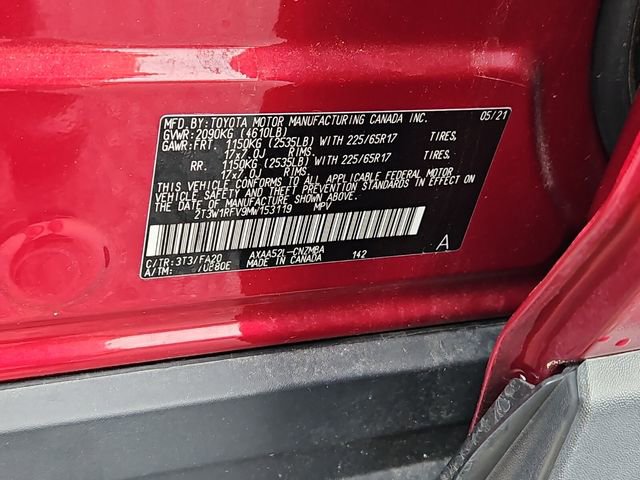 MFD.BY: TOYOTA MOTOR MANUFACTURING CANADA INC. 05/21
GVWR: 2090KG (4610LB)
GAWR: FRT. 1150KG (2535LB) WITH 225/65R17 TIRES,
17x7.0J RIMS.
RR. 1150KG (2535LB) WITH 225/65R17 TIRES,
17x7.0J RIMS.
THIS VEHICLE CONFORMS TO ALL APPLICABLE FEDERAL MOTOR
VEHICLE SAFETY AND THEFT PREVENTION STANDARDS IN EFFECT ON
THE DATE OF MANUFACTURE SHOWN ABOVE.
2T3W1RFV9MW153119 MPV
C/TR: 3T3/FA20 AXAA52L-CNZMBA 142 A
A/TM: /UB80E MADE IN CANADA